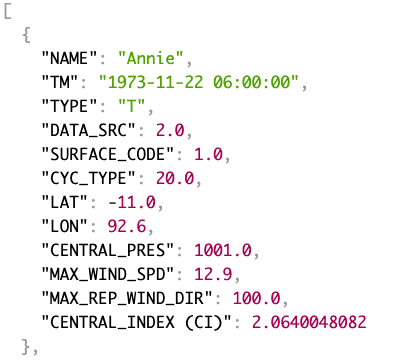 [
{
"NAME": "Annie",
"TM": "1973-11-22 06:00:00",
"TYPE": "T",
"DATA_SRC": 2.0,
"SURFACE_CODE": 1.0,
"CYC_TYPE": 20.0,
"LAT": -11.0,
"LON": 92.6,
"CENTRAL_PRES": 1001.0,
"MAX_WIND_SPD": 12.9,
"MAX_REP_WIND_DIR": 100.0,
"CENTRAL_INDEX (CI)": 2.0640048082
},